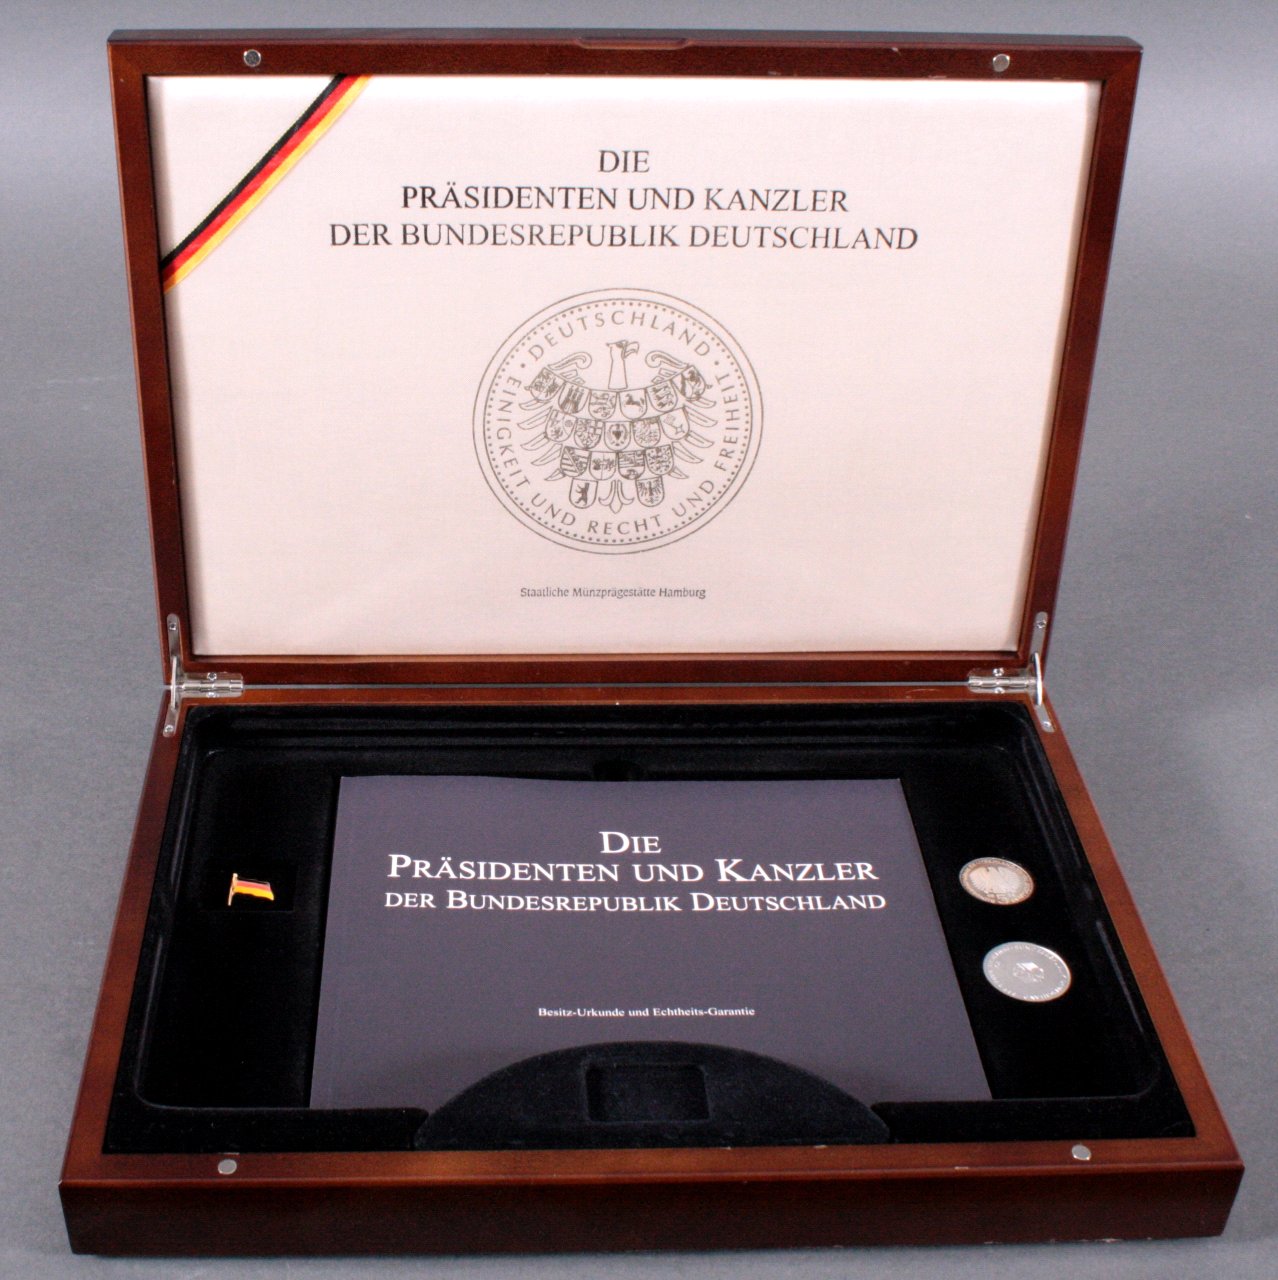 DIE
PRÄSIDENTEN UND KANZLER
DER BUNDESREPUBLIK DEUTSCHLAND
• DEUTSCHLAND •
EINIGKEIT UND RECHT UND FREIHEIT
Staatliche Münzprägestätte Hamburg
DIE
PRÄSIDENTEN UND KANZLER
DER BUNDESREPUBLIK DEUTSCHLAND
Besitz-Urkunde und Echtheits-Garantie